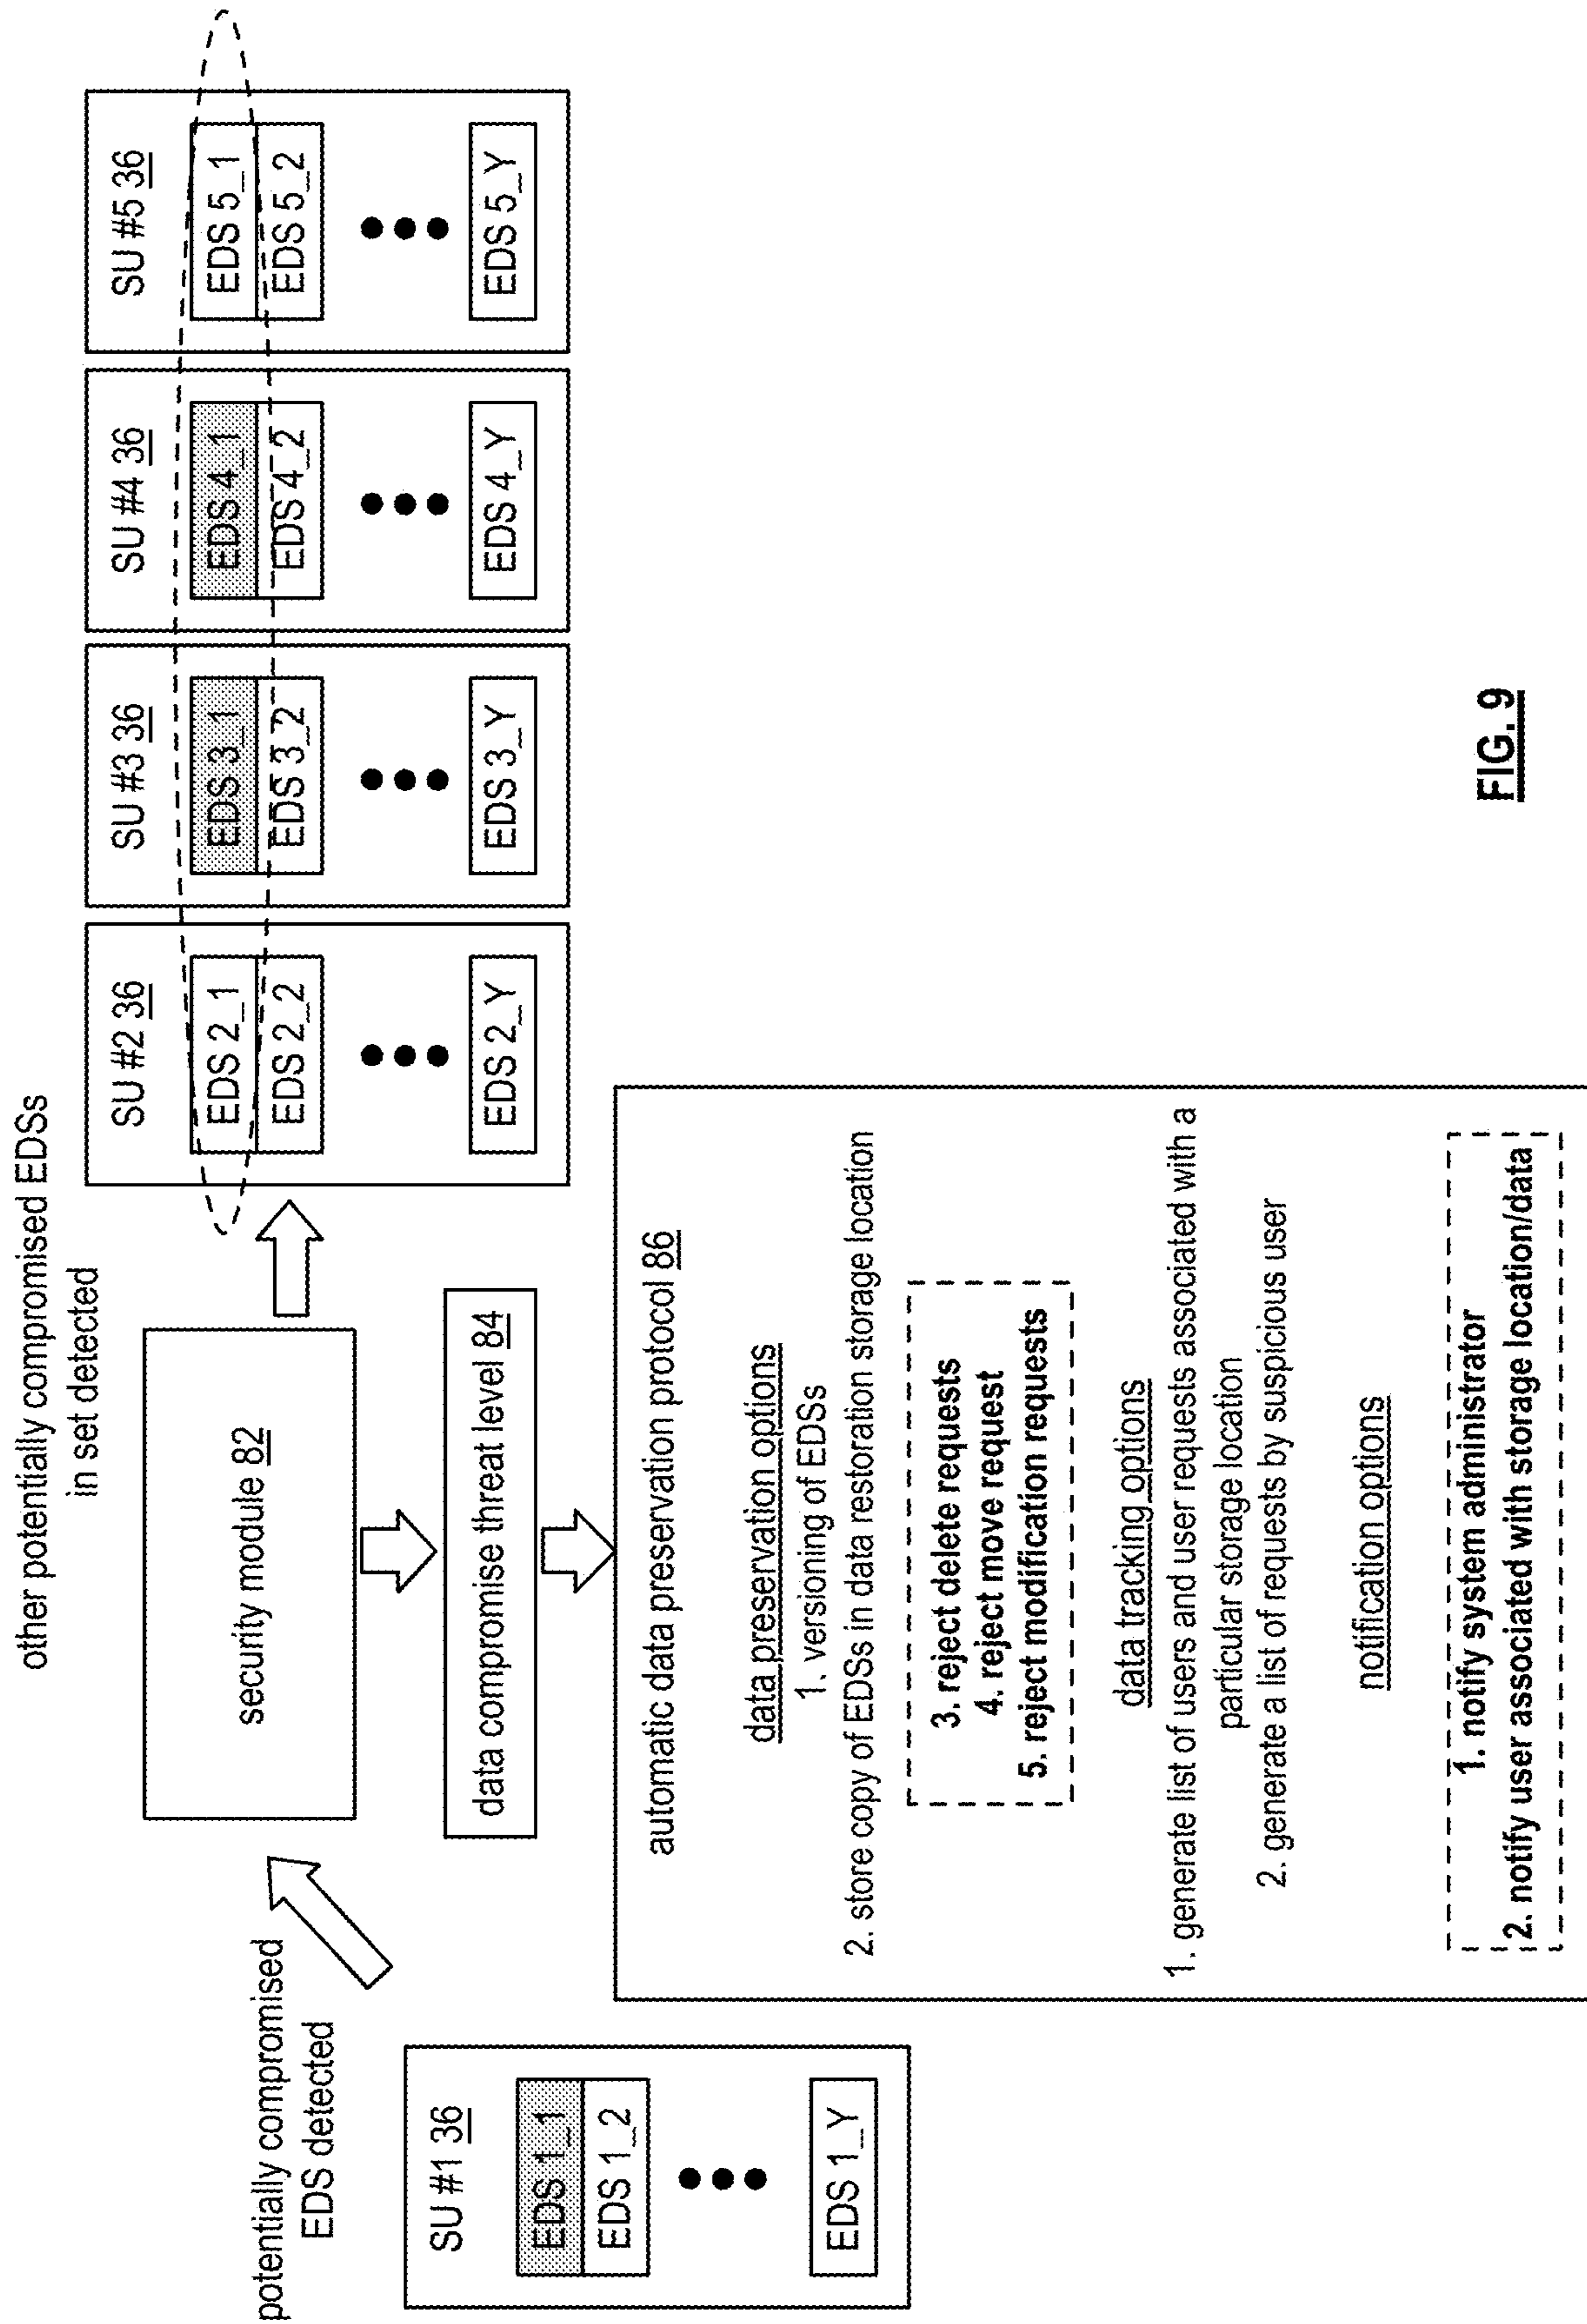 other potentially compromised EDSs
in set detected
potentially compromised
EDS detected
security module 82
data compromise threat level 84
SU #1 36
EDS 1_1
EDS 1_2
EDS 1_Y
SU #2 36
EDS 2_1
EDS 2_2
EDS 2_Y
SU #3 36
EDS 3_1
EDS 3_2
EDS 3_Y
SU #4 36
EDS 4_1
EDS 4_2
EDS 4_Y
SU #5 36
EDS 5_1
EDS 5_2
EDS 5_Y
automatic data preservation protocol 86
data preservation options
1. versioning of EDSs
2. store copy of EDSs in data restoration storage location
3. reject delete requests
4. reject move request
5. reject modification requests
data tracking options
1. generate list of users and user requests associated with a
particular storage location
2. generate a list of requests by suspicious user
notification options
1. notify system administrator
2. notify user associated with storage location/data
FIG. 9